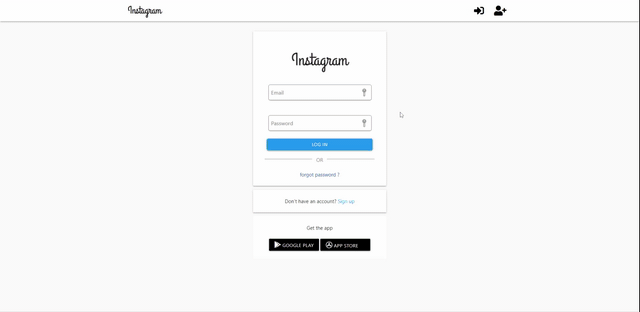 Instagram
Instagram
Email
Password
LOG IN
OR
forgot password ?
Don't have an account? Sign up
Get the app
GOOGLE PLAY
APP STORE